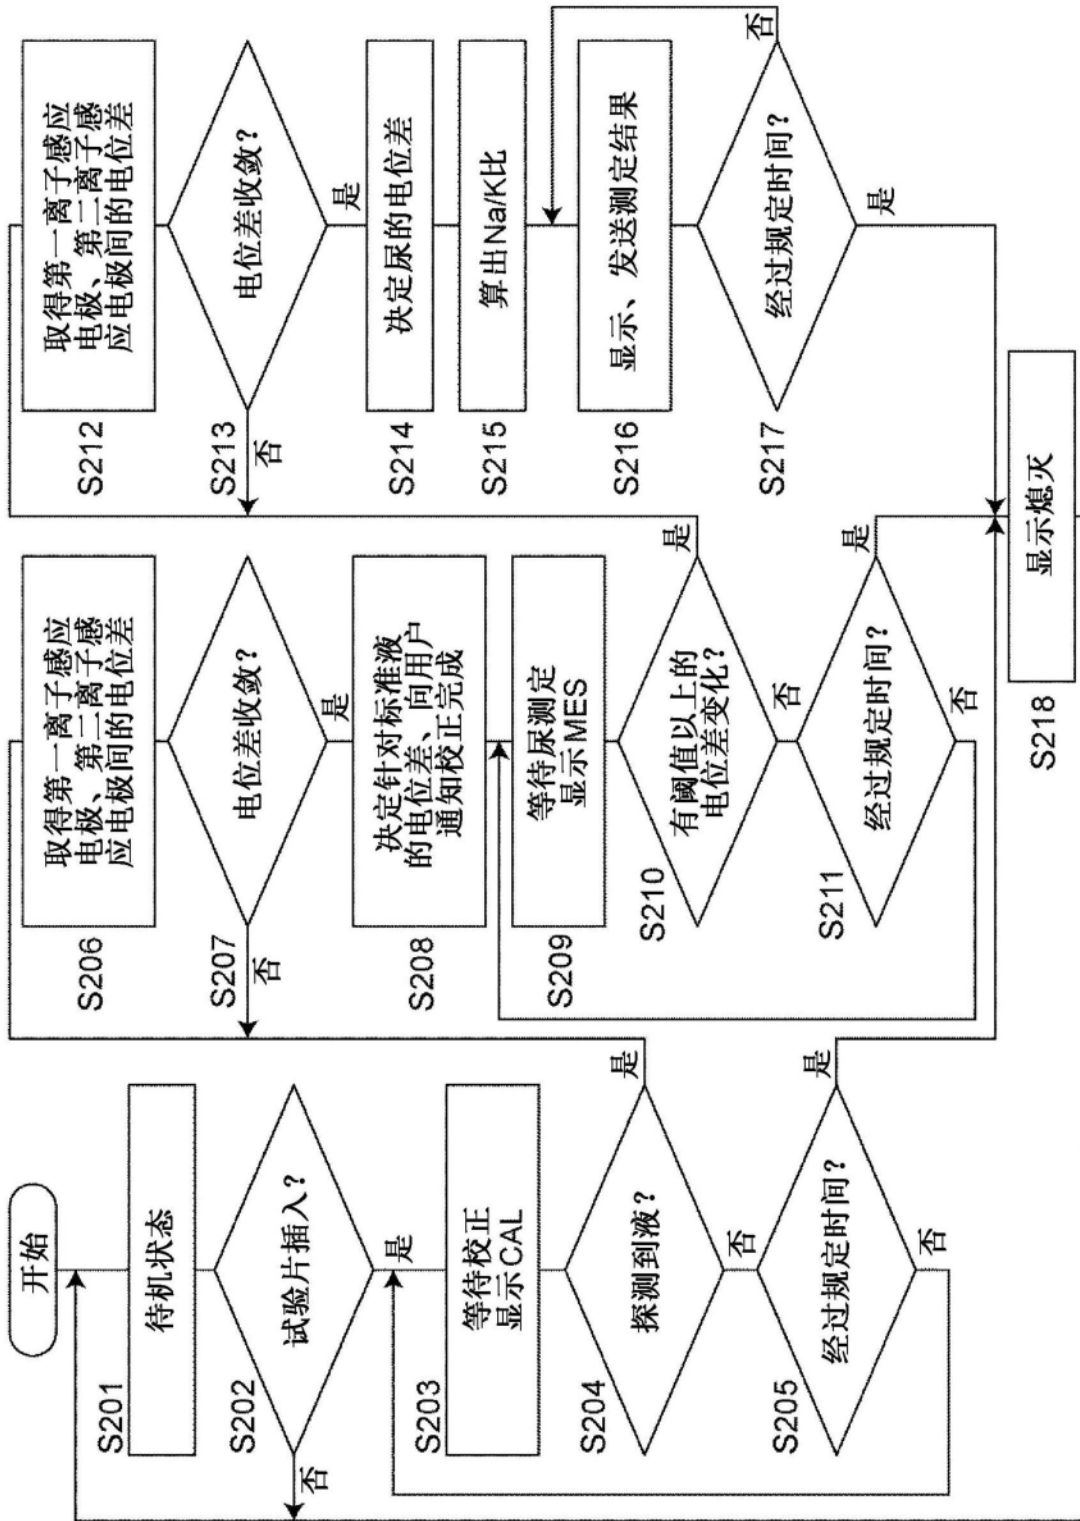 开始
S201
待机状态
S202
试验片插入？
否
是
S203
等待校正
显示CAL
S204
探测到液？
是
否
S205
经过规定时间？
是
否
S206
取得第一离子感应
电极、第二离子感
应电极间的电位差
S207
电位差收敛？
否
是
S208
决定针对标准液
的电位差、向用户
通知校正完成
S209
等待尿测定
显示MES
S210
有阈值以上的
电位差变化？
是
否
S211
经过规定时间？
是
否
S212
取得第一离子感应
电极、第二离子感
应电极间的电位差
S213
电位差收敛？
否
是
S214
决定尿的电位差
S215
算出Na/K比
S216
显示、发送测定结果
S217
经过规定时间？
否
是
S218
显示熄灭